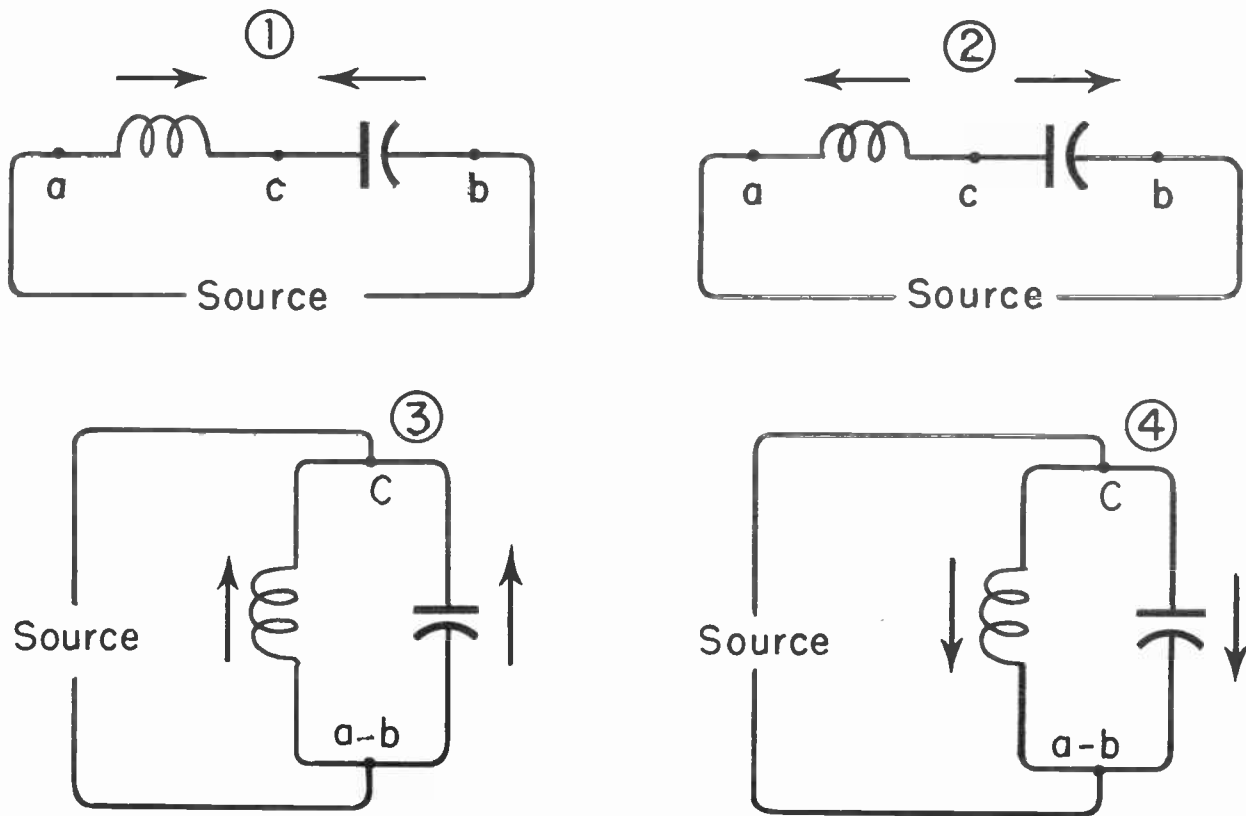 ① ②
a c b a c b
Source Source
③ ④
C C
Source Source
a-b a-b